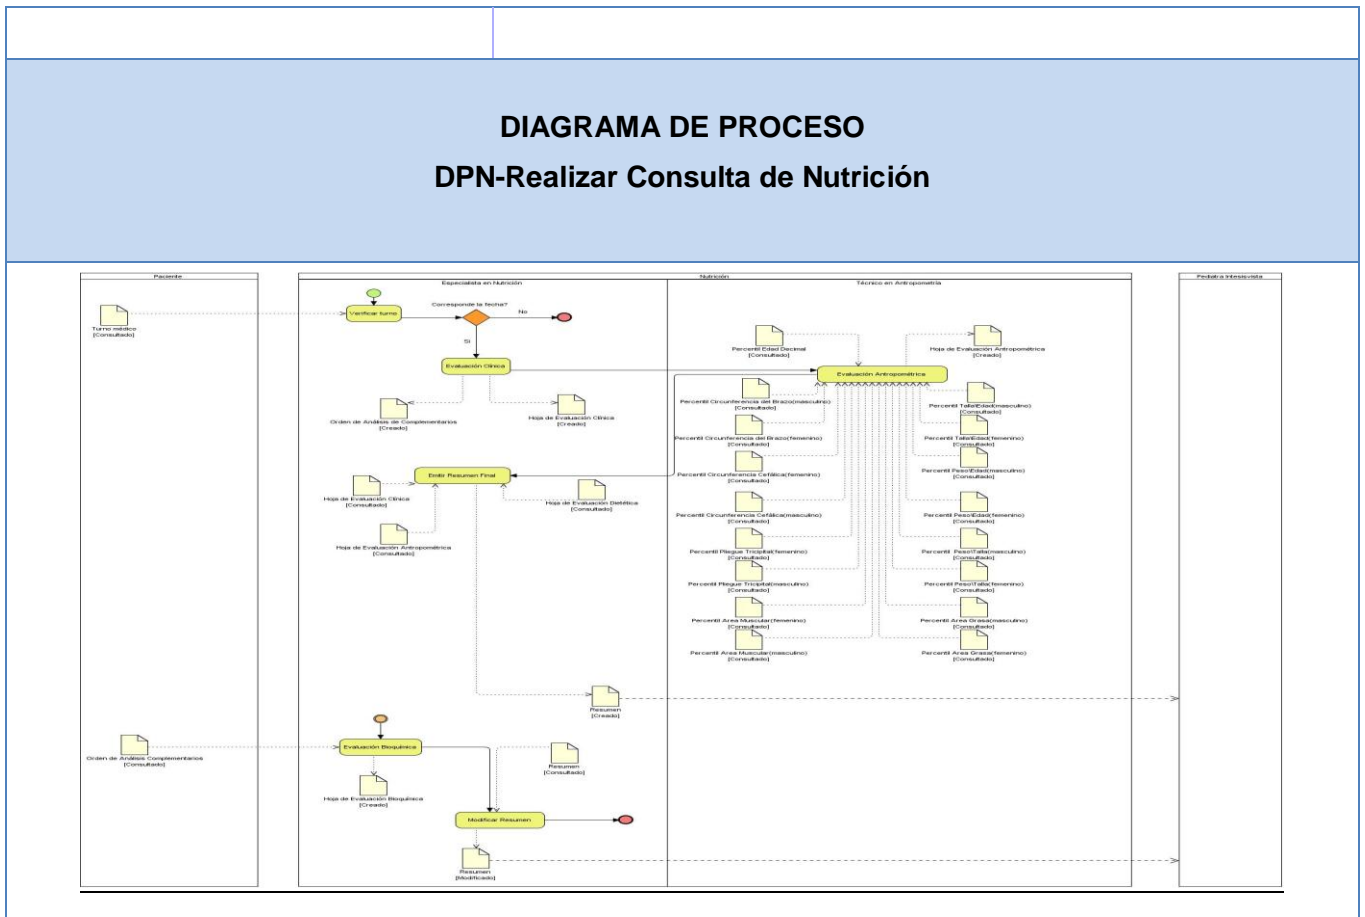 DIAGRAMA DE PROCESO
DPN-Realizar Consulta de Nutrición
Paciente
Nutrición
Pediatra Intesisvista
Especialista en Nutrición
Técnico en Antropometría
Turno médico
[Consultado]
Verificar turno
Corresponde la fecha?
No
Si
Evaluación Clínica
Orden de Análisis de Complementarios
[Creado]
Hoja de Evaluación Clínica
[Creado]
Percentil Edad Decimal
[Consultado]
Hoja de Evaluación Antropométrica
[Creado]
Evaluación Antropométrica
Percentil Circunferencia del Brazo(masculino)
[Consultado]
Percentil Talla\Edad(masculino)
[Consultado]
Percentil Circunferencia del Brazo(femenino)
[Consultado]
Percentil Talla\Edad(femenino)
[Consultado]
Percentil Circunferencia Cefálica(femenino)
[Consultado]
Percentil Peso\Edad(masculino)
[Consultado]
Percentil Circunferencia Cefálica(masculino)
[Consultado]
Percentil Peso\Edad(femenino)
[Consultado]
Percentil Pliegue Tricipital(femenino)
[Consultado]
Percentil Peso\Talla(masculino)
[Consultado]
Percentil Pliegue Tricipital(masculino)
[Consultado]
Percentil Peso\Talla(femenino)
[Consultado]
Percentil Area Muscular(femenino)
[Consultado]
Percentil Area Grasa(masculino)
[Consultado]
Percentil Area Muscular(masculino)
[Consultado]
Percentil Area Grasa(femenino)
[Consultado]
Emitir Resumen Final
Hoja de Evaluación Clínica
[Consultado]
Hoja de Evaluación Dietética
[Consultado]
Hoja de Evaluación Antropométrica
[Consultado]
Resumen
[Creado]
Orden de Análisis Complementarios
[Consultado]
Evaluación Bioquínica
Resumen
[Consultado]
Hoja de Evaluación Bioquínica
[Creado]
Modificar Resumen
Resumen
[Modificado]